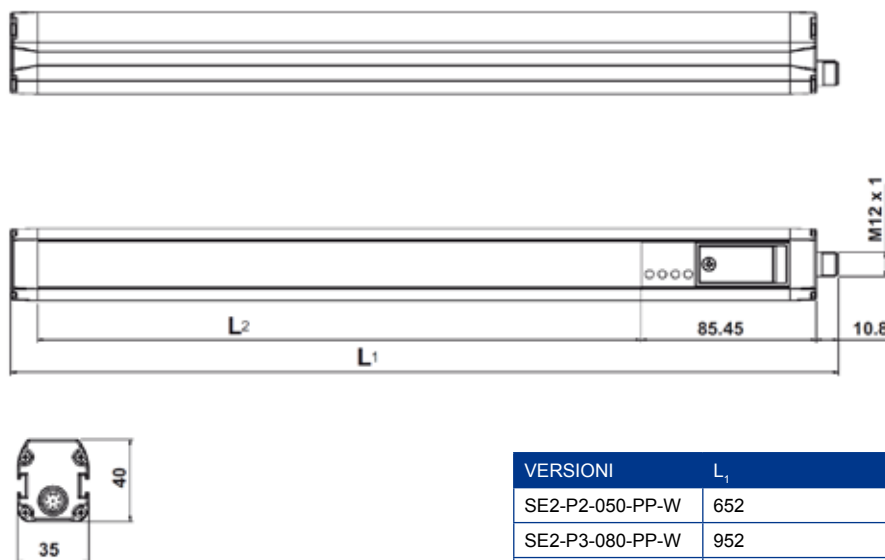 M12 x 1
L2
85.45
10.8
L1
40
35
VERSIONI L1
SE2-P2-050-PP-W 652
SE2-P3-080-PP-W 952